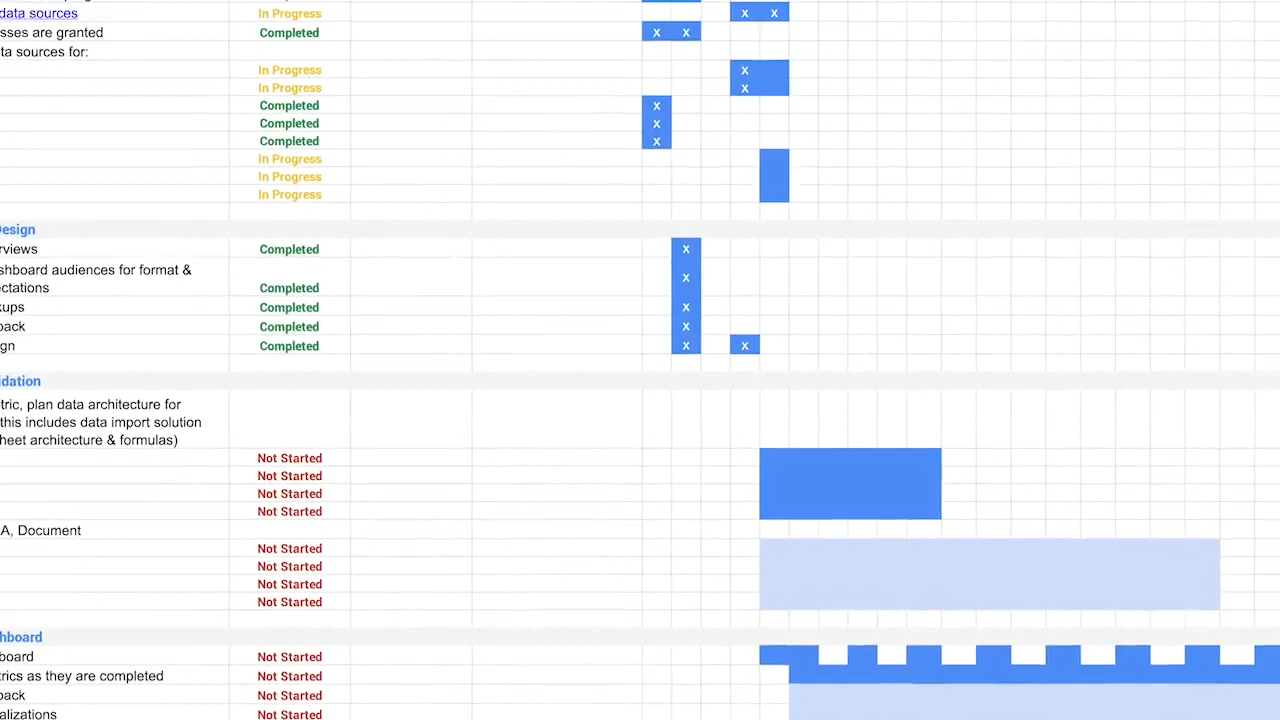 data sources In Progress x x
sses are granted Completed x x
ta sources for:
In Progress x
In Progress x
Completed x
Completed x
Completed x
In Progress
In Progress
In Progress
Design
rviews Completed x
shboard audiences for format & x
ctations Completed
kups Completed x
back Completed x
gn Completed x x
idation
tric, plan data architecture for
this includes data import solution
heet architecture & formulas)
Not Started
Not Started
Not Started
Not Started
A, Document
Not Started
Not Started
Not Started
Not Started
hboard
board Not Started
trics as they are completed Not Started
back Not Started
alizations Not Started